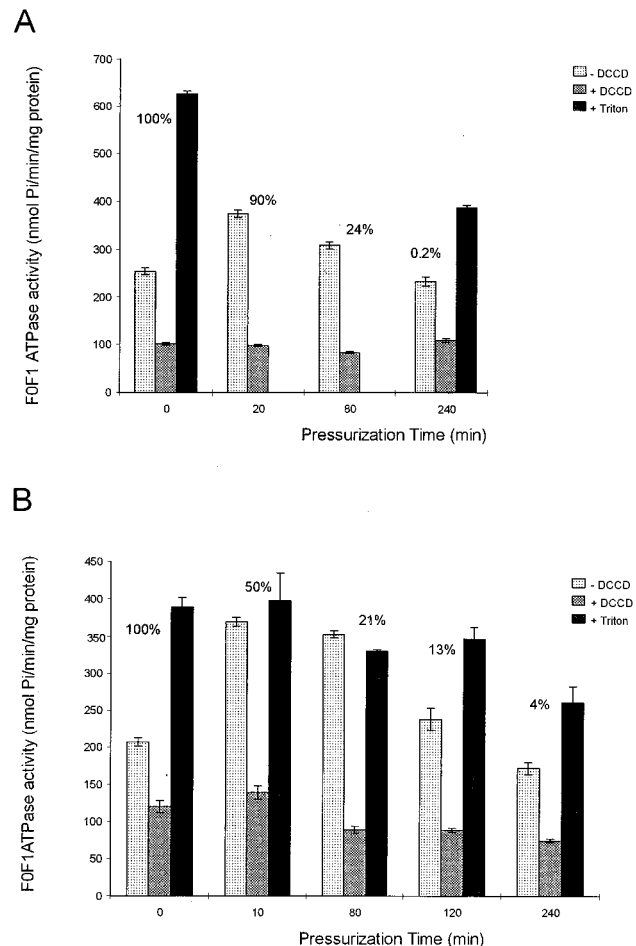 A
F0F1 ATPase activity (nmol Pi/min/mg protein)
700
600
500
400
300
200
100
0
- DCCD
+ DCCD
+ Triton
100%
90%
24%
0.2%
0 20 60 240
Pressurization Time (min)
B
F0F1ATPase activity (nmol Pi/min/mg protein)
450
400
350
300
250
200
150
100
50
0
- DCCD
+ DCCD
+ Triton
100%
50%
21%
13%
4%
0 10 80 120 240
Pressurization Time (min)